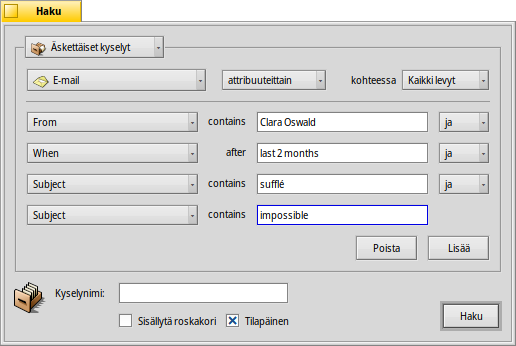 Haku
Äskettäiset kyselyt
E-mail attribuuteittain kohteessa Kaikki levyt
From contains Clara Oswald ja
When after last 2 months ja
Subject contains sufflé ja
Subject contains impossible
Poista Lisää
Kyselynimi:
Sisällytä roskakori Tilapäinen
Haku